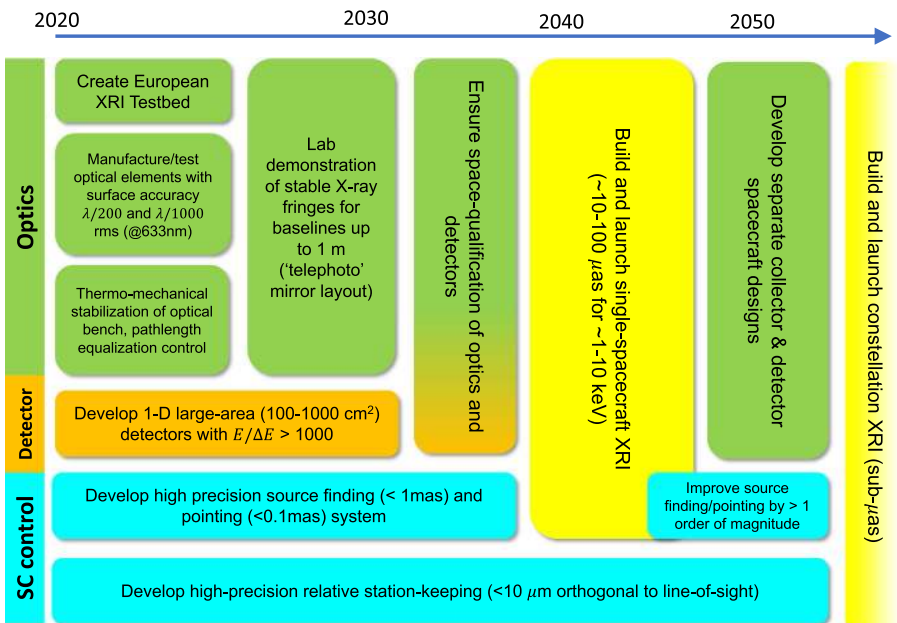 2020
2030
2040
2050
Optics
Create European
XRI Testbed
Manufacture/test
optical elements with
surface accuracy
λ/200 and λ/1000
rms (@633nm)
Thermo-mechanical
stabilization of optical
bench, pathlength
equalization control
Lab
demonstration
of stable X-ray
fringes for
baselines up
to 1 m
('telephoto'
mirror layout)
Ensure space-qualification of optics and
detectors
Build and launch single-spacecraft XRI
(~10-100 μas for ~1-10 keV)
Develop separate collector & detector
spacecraft designs
Build and launch constellation XRI (sub-μas)
Detector
Develop 1-D large-area (100-1000 cm²)
detectors with E/ΔE > 1000
SC control
Develop high precision source finding (< 1mas) and
pointing (<0.1mas) system
Improve source
finding/pointing by > 1
order of magnitude
Develop high-precision relative station-keeping (<10 μm orthogonal to line-of-sight)